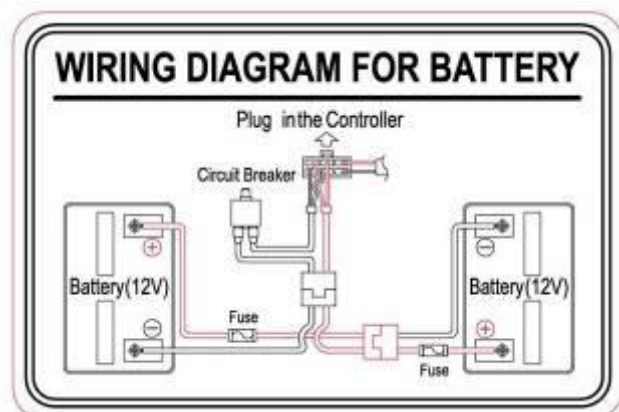 WIRING DIAGRAM FOR BATTERY
Plug in the Controller
Circuit Breaker
+
Battery(12V)
−
Fuse
−
Battery(12V)
+
Fuse